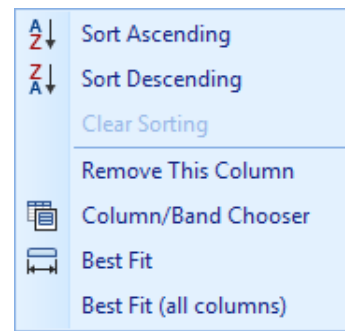 Sort Ascending
Sort Descending
Clear Sorting
Remove This Column
Column/Band Chooser
Best Fit
Best Fit (all columns)